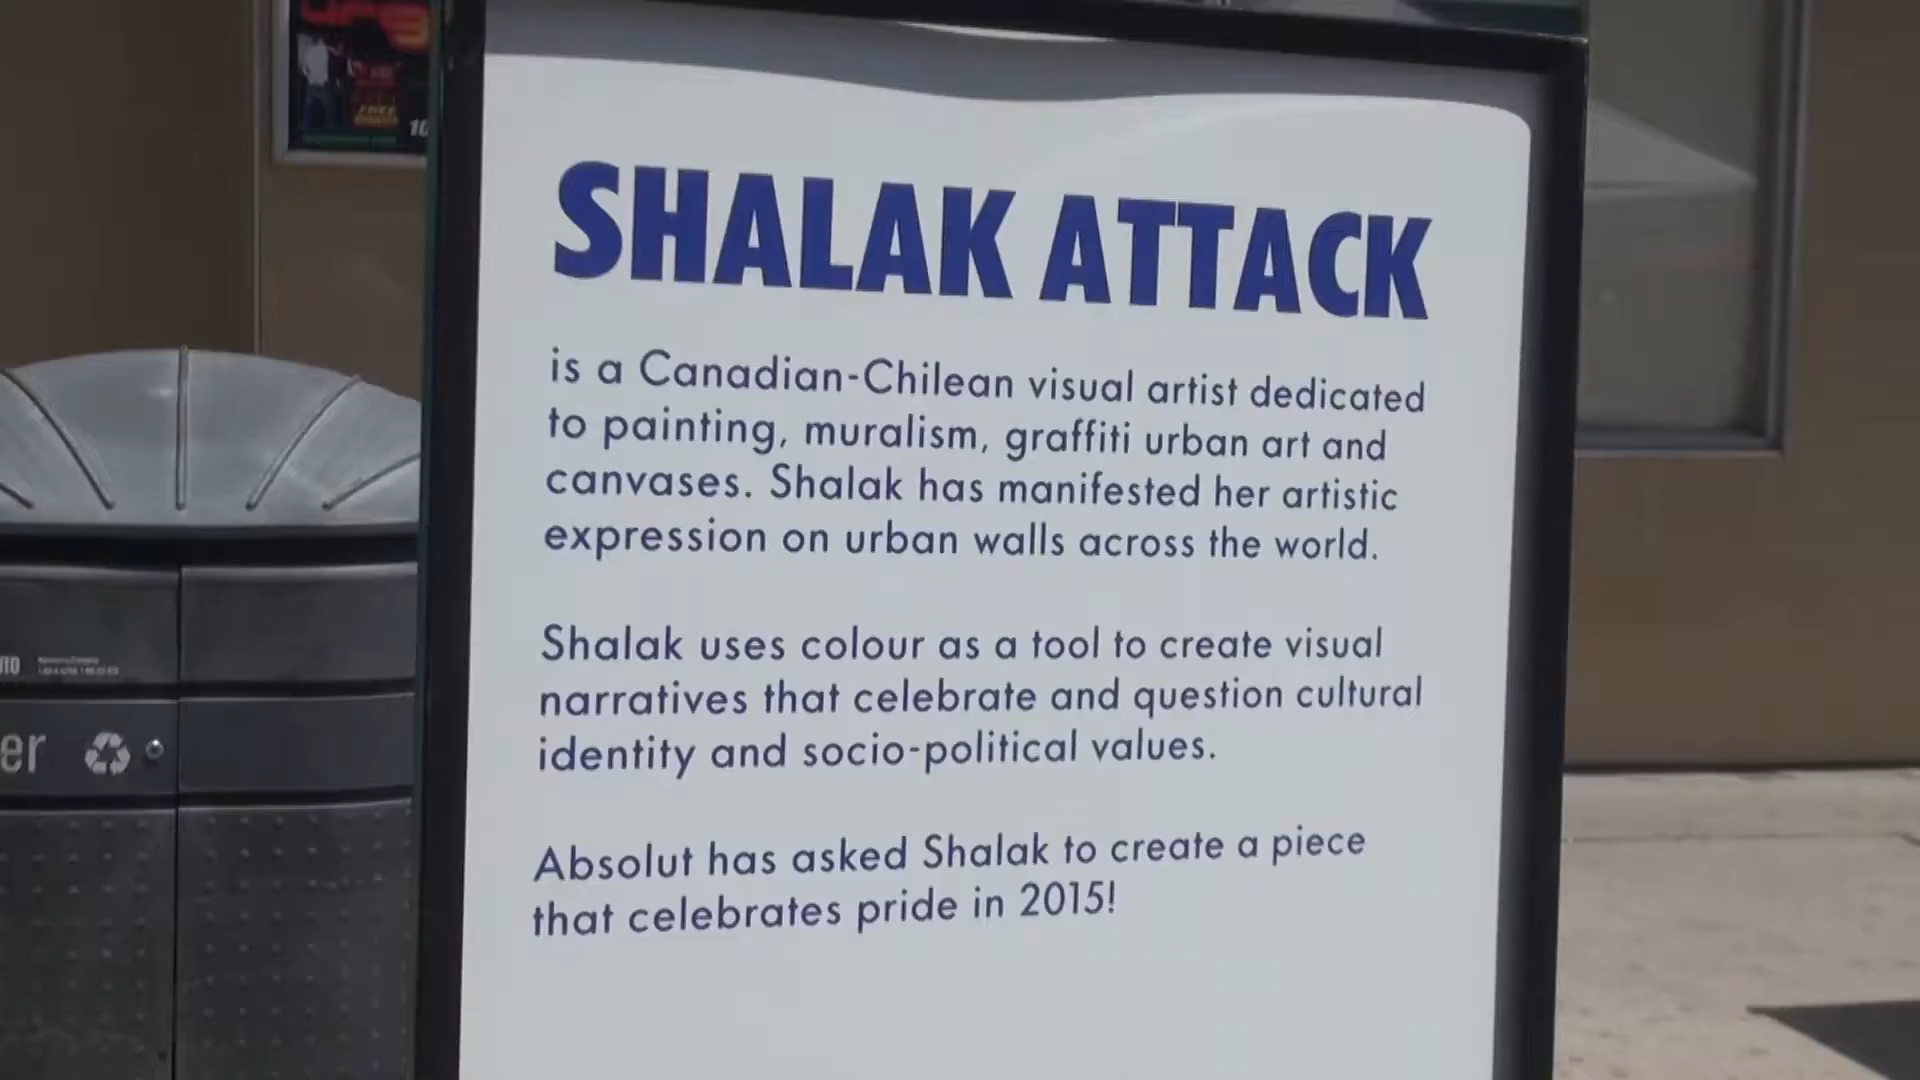 SHALAK ATTACK
is a Canadian-Chilean visual artist dedicated
to painting, muralism, graffiti urban art and
canvases. Shalak has manifested her artistic
expression on urban walls across the world.
Shalak uses colour as a tool to create visual
narratives that celebrate and question cultural
identity and socio-political values.
Absolut has asked Shalak to create a piece
that celebrates pride in 2015!
er
10